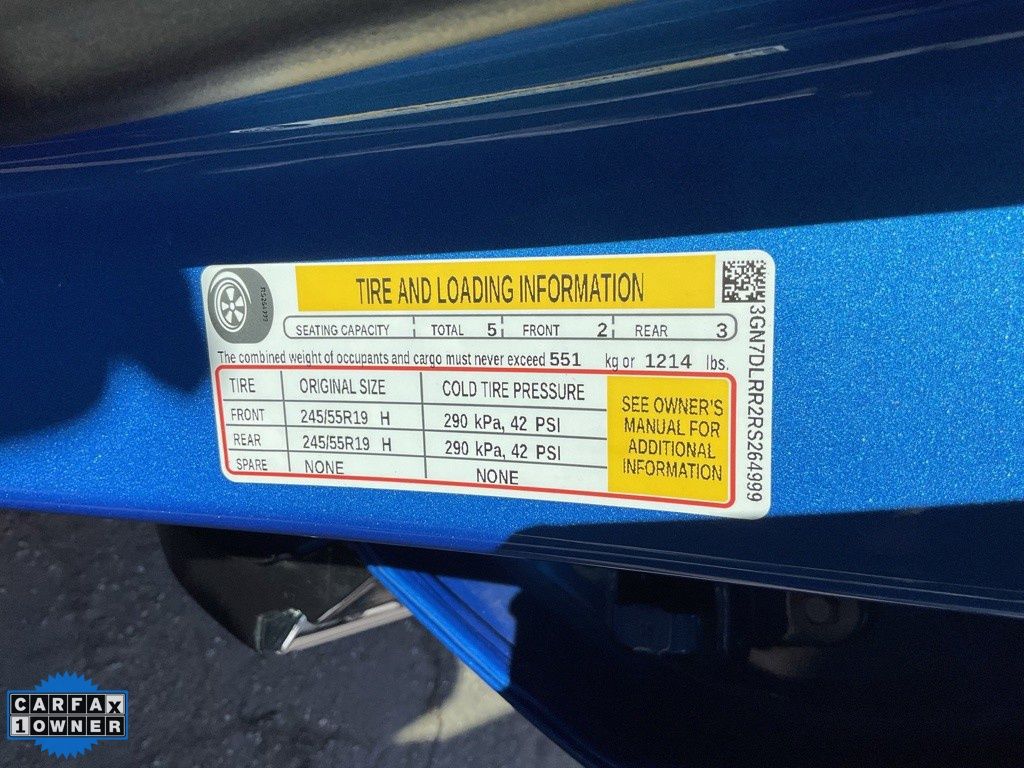 TIRE AND LOADING INFORMATION
SEATING CAPACITY TOTAL 5 FRONT 2 REAR 3
The combined weight of occupants and cargo must never exceed 551 kg or 1214 lbs.
TIRE ORIGINAL SIZE COLD TIRE PRESSURE
FRONT 245/55R19 H 290 kPa, 42 PSI
REAR 245/55R19 H 290 kPa, 42 PSI
SPARE NONE NONE
SEE OWNER'S
MANUAL FOR
ADDITIONAL
INFORMATION
3GN7DLRR2RS264999
CARFAX
1 OWNER